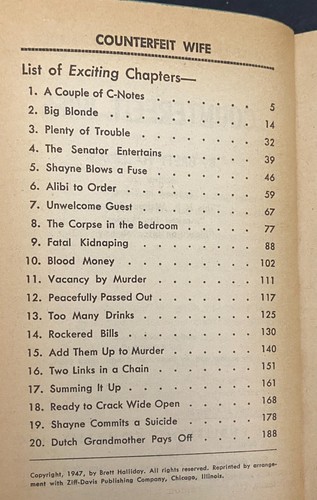 COUNTERFEIT WIFE
List of Exciting Chapters—
1. A Couple of C-Notes . . . . . . . . 5
2. Big Blonde . . . . . . . . . . 14
3. Plenty of Trouble . . . . . . . . 32
4. The Senator Entertains . . . . . . . 39
5. Shayne Blows a Fuse . . . . . . . . 46
6. Alibi to Order . . . . . . . . . 59
7. Unwelcome Guest . . . . . . . . 67
8. The Corpse in the Bedroom . . . . . . 77
9. Fatal Kidnaping . . . . . . . . . 88
10. Blood Money . . . . . . . . . 102
11. Vacancy by Murder . . . . . . . . 111
12. Peacefully Passed Out . . . . . . . 117
13. Too Many Drinks . . . . . . . . 125
14. Rockered Bills . . . . . . . . . 130
15. Add Them Up to Murder . . . . . . . 140
16. Two Links in a Chain . . . . . . . 151
17. Summing It Up . . . . . . . . . 161
18. Ready to Crack Wide Open . . . . . . 168
19. Shayne Commits a Suicide . . . . . . 178
20. Dutch Grandmother Pays Off . . . . . 188
Copyright, 1947, by Brett Halliday. All rights reserved. Reprinted by arrange-
ment with Ziff-Davis Publishing Company, Chicago, Illinois.